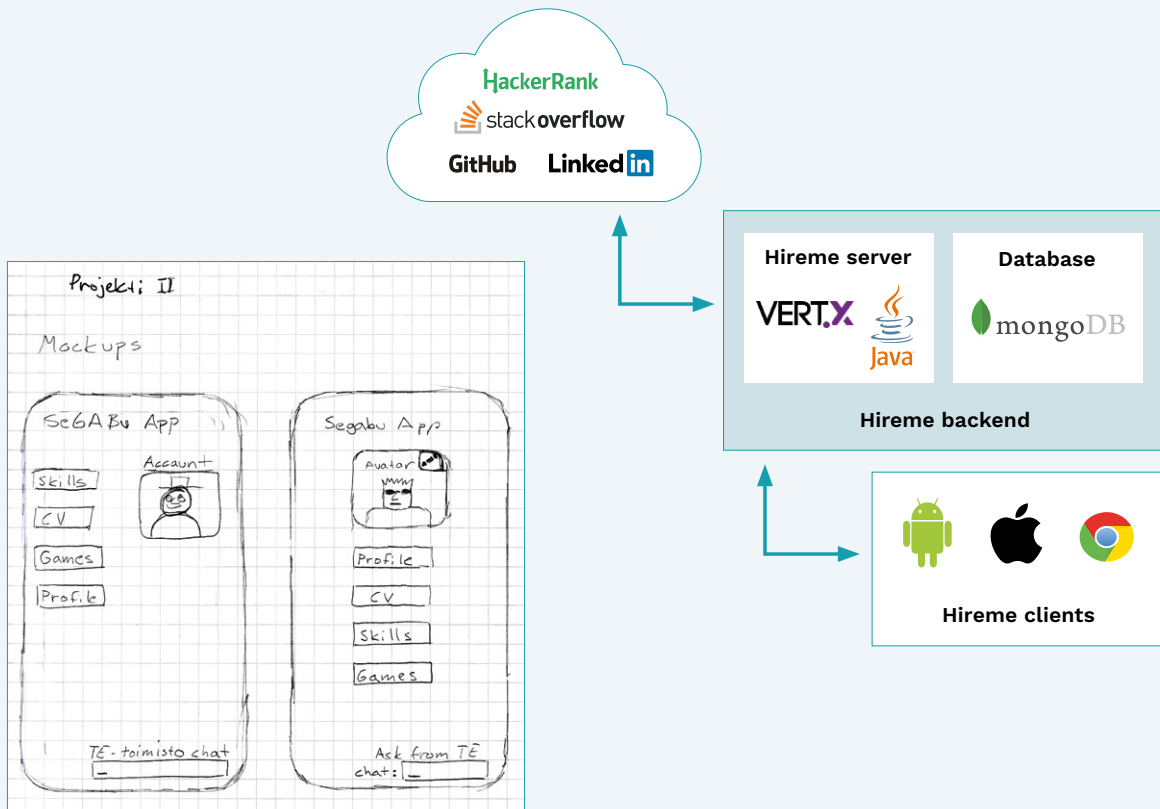 HackerRank
stackoverflow
GitHub LinkedIn
Hireme server
VERT.X
Java
Database
mongoDB
Hireme backend
Hireme clients
Projekti II
Mockups
SeGABu App
Accaunt
Skills
CV
Games
Profile
TE-toimisto chat
Segabu App
Avatar
Profile
CV
Skills
Games
Ask from TE
chat: